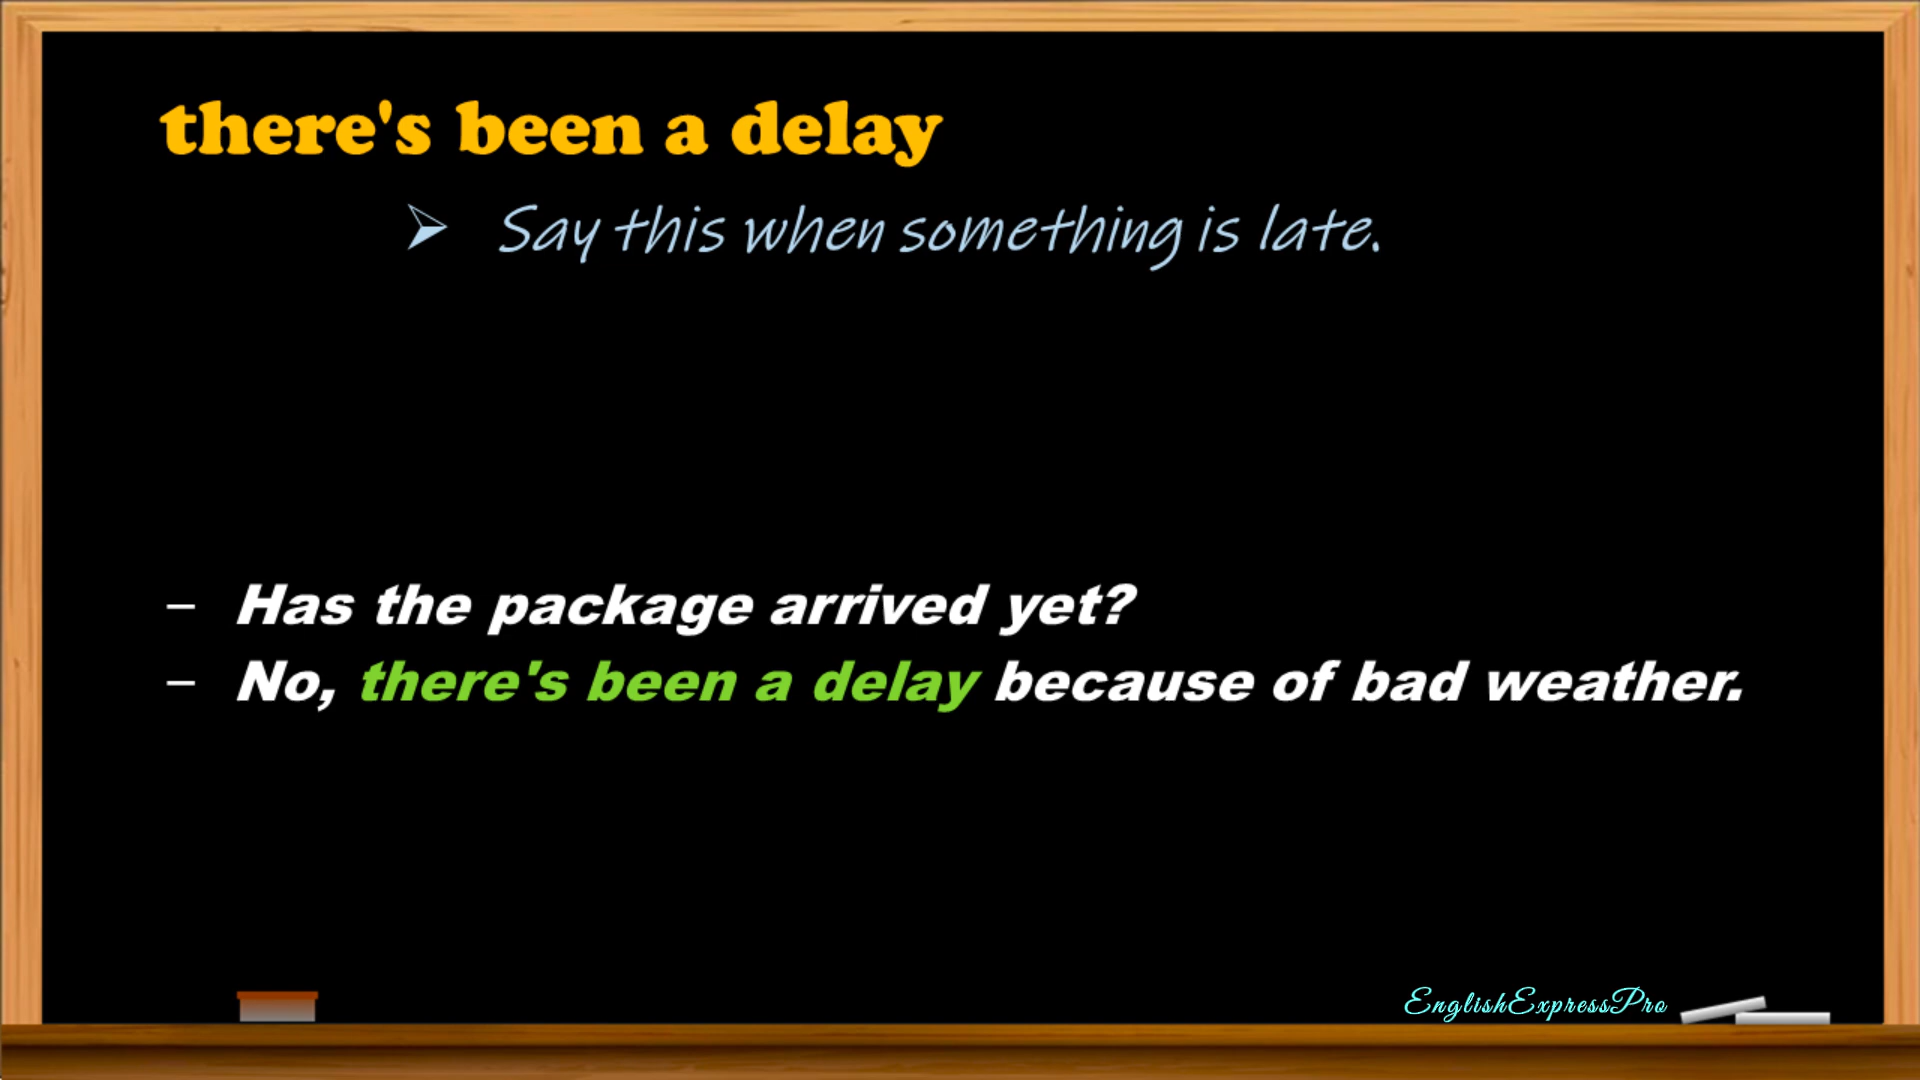 there's been a delay
➢ Say this when something is late.
– Has the package arrived yet?
– No, there's been a delay because of bad weather.
EnglishExpressPro